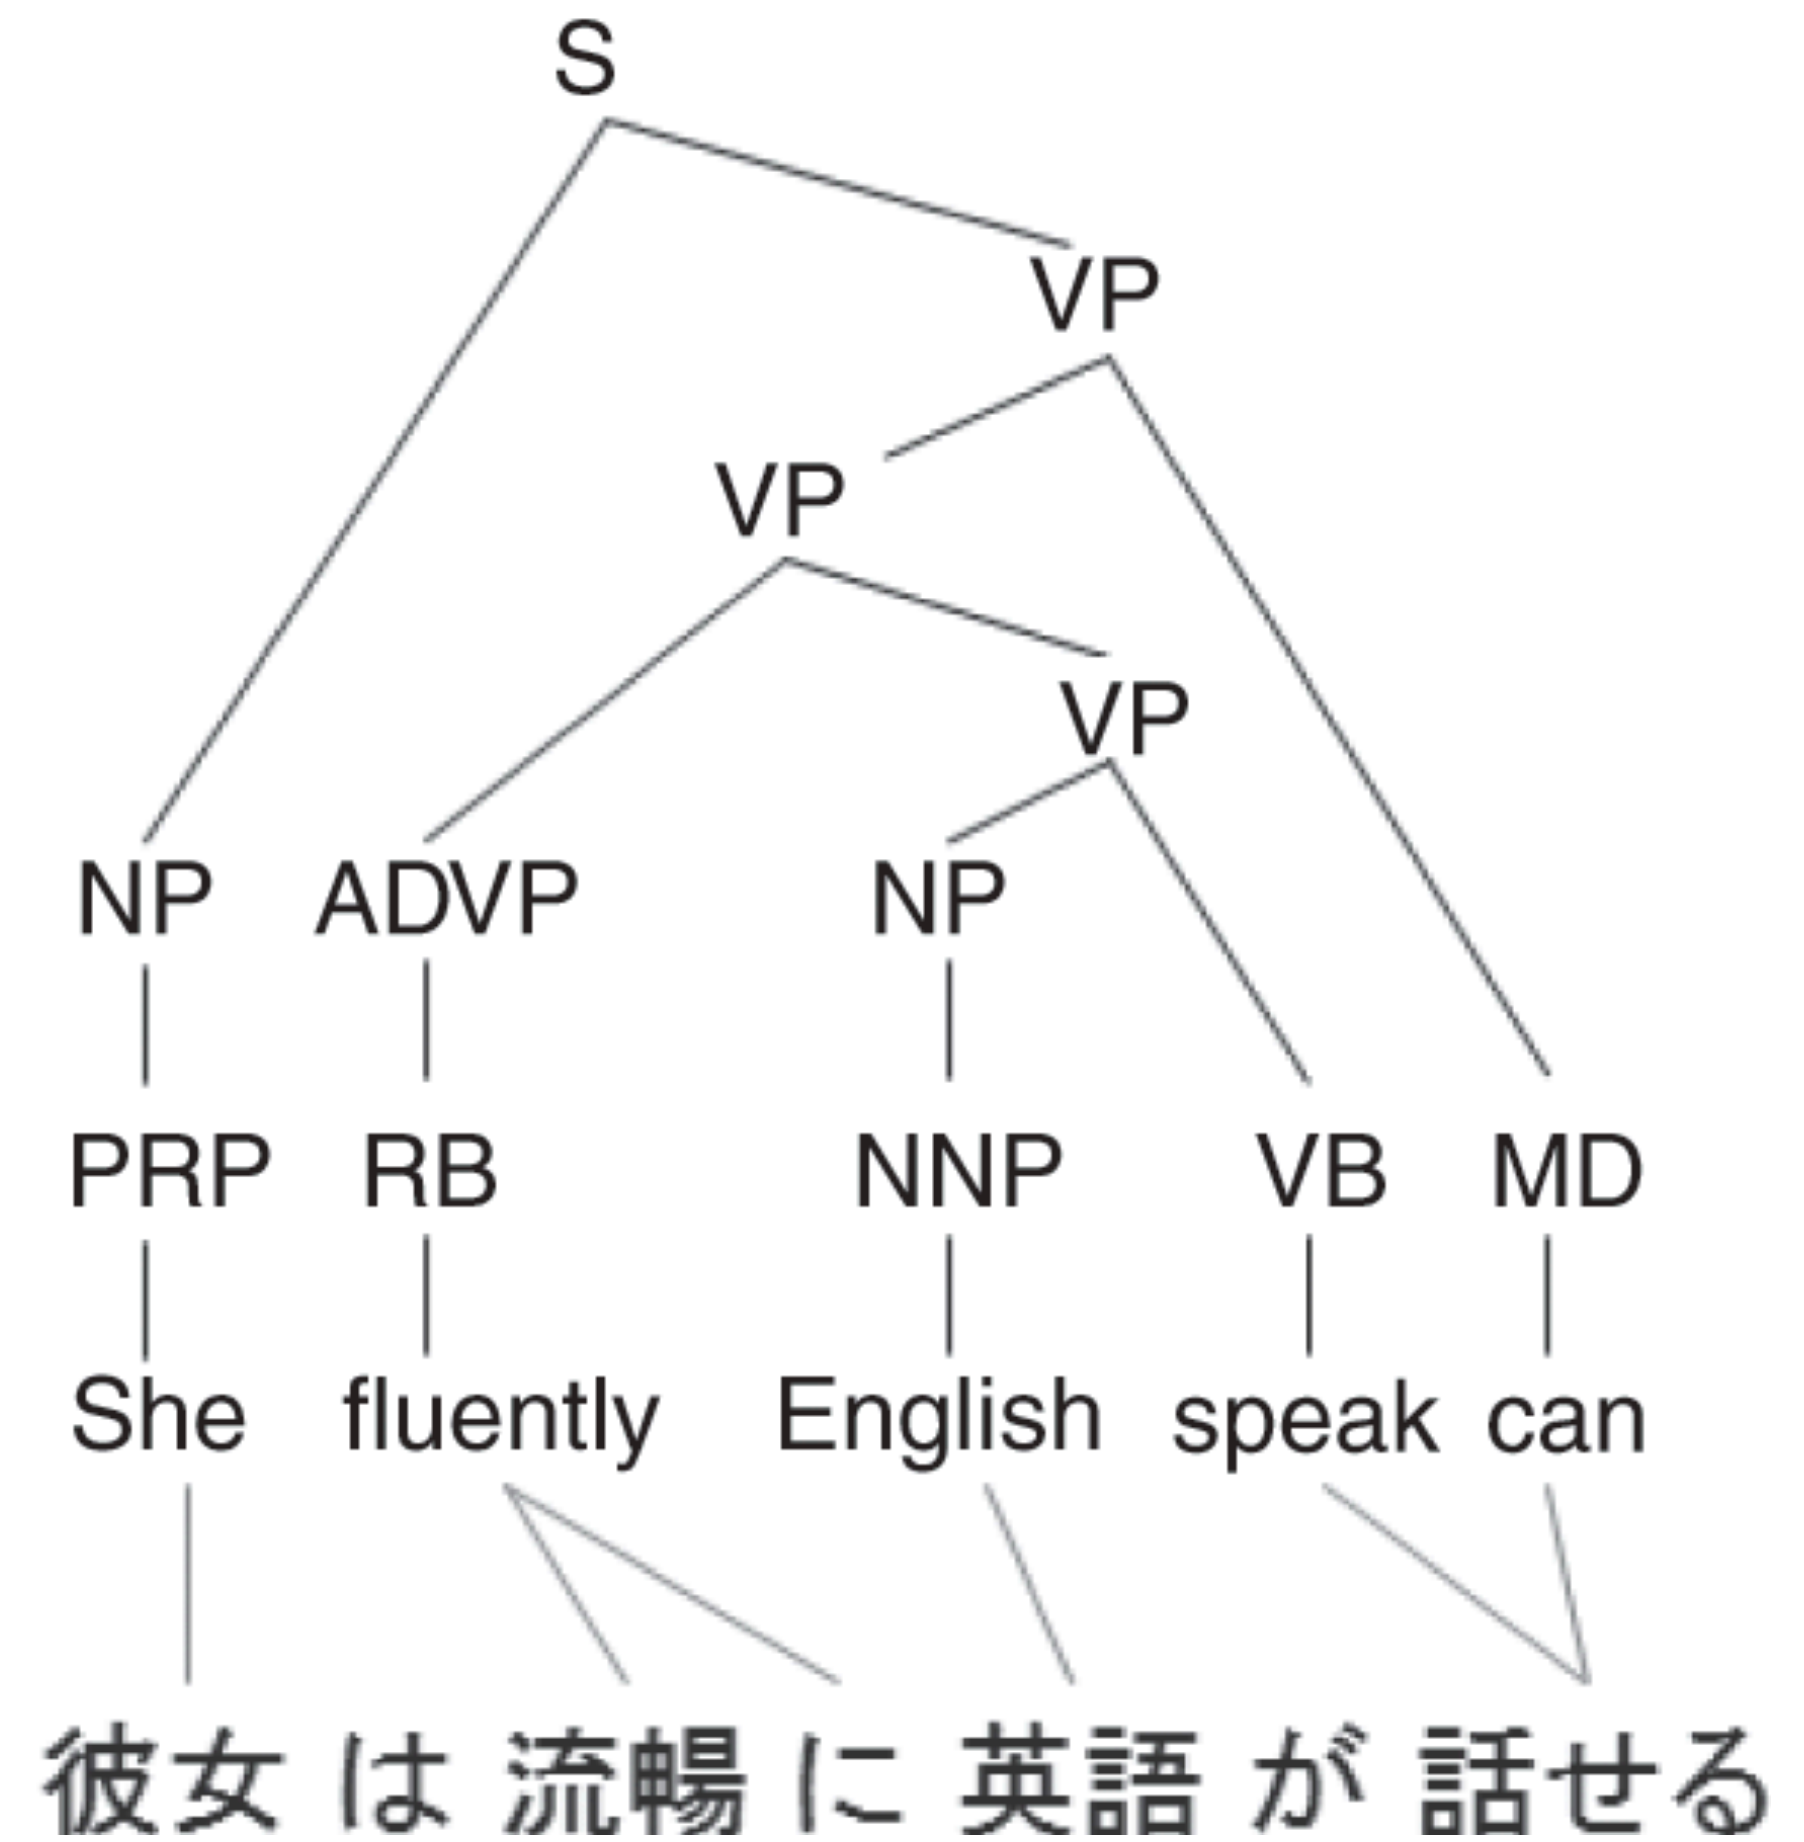 S
VP
VP
VP
NP ADVP NP
PRP RB NNP VB MD
She fluently English speak can
彼女 は 流暢 に 英語 が 話せる